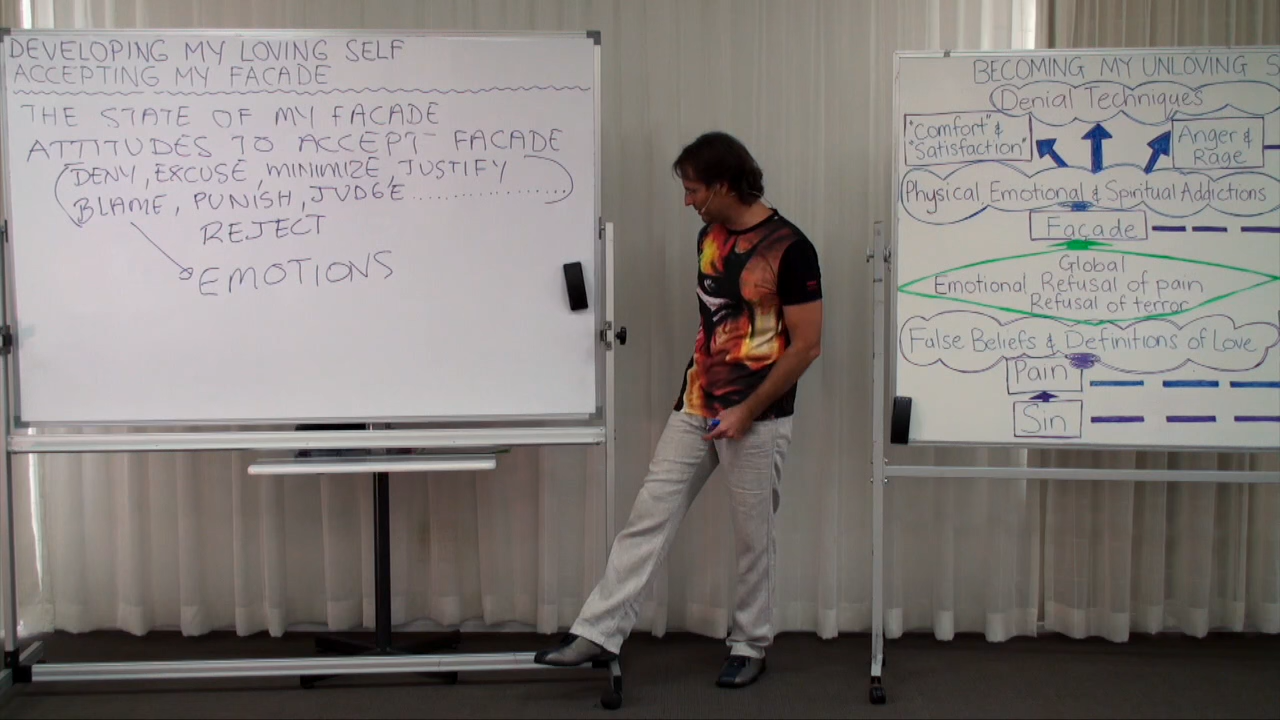 DEVELOPING MY LOVING SELF
ACCEPTING MY FACADE
THE STATE OF MY FACADE
ATTITUDES TO ACCEPT FACADE
(DENY, EXCUSE, MINIMIZE, JUSTIFY
BLAME, PUNISH, JUDGE ..................)
REJECT
EMOTIONS
BECOMING MY UNLOVING S
Denial Techniques
"Comfort" &
"Satisfaction"
Anger &
Rage
Physical, Emotional & Spiritual Addictions
Façade
Global
Emotional Refusal of pain
Refusal of terror
False Beliefs & Definitions of Love
Pain
Sin